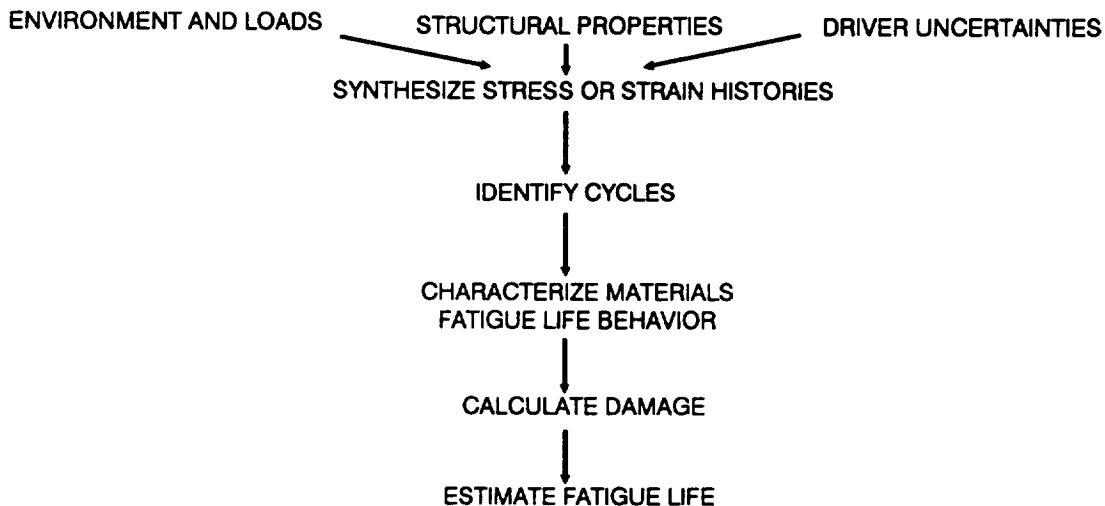 ENVIRONMENT AND LOADS
STRUCTURAL PROPERTIES
DRIVER UNCERTAINTIES
SYNTHESIZE STRESS OR STRAIN HISTORIES
IDENTIFY CYCLES
CHARACTERIZE MATERIALS
FATIGUE LIFE BEHAVIOR
CALCULATE DAMAGE
ESTIMATE FATIGUE LIFE